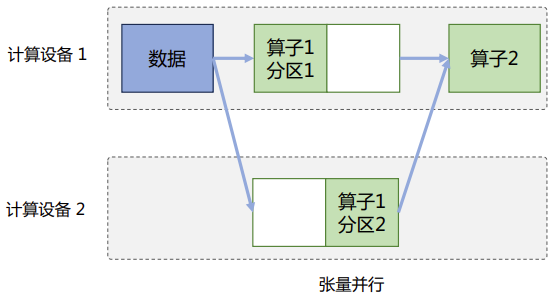 计算设备 1
数据
算子1
分区1
算子2
计算设备 2
算子1
分区2
张量并行